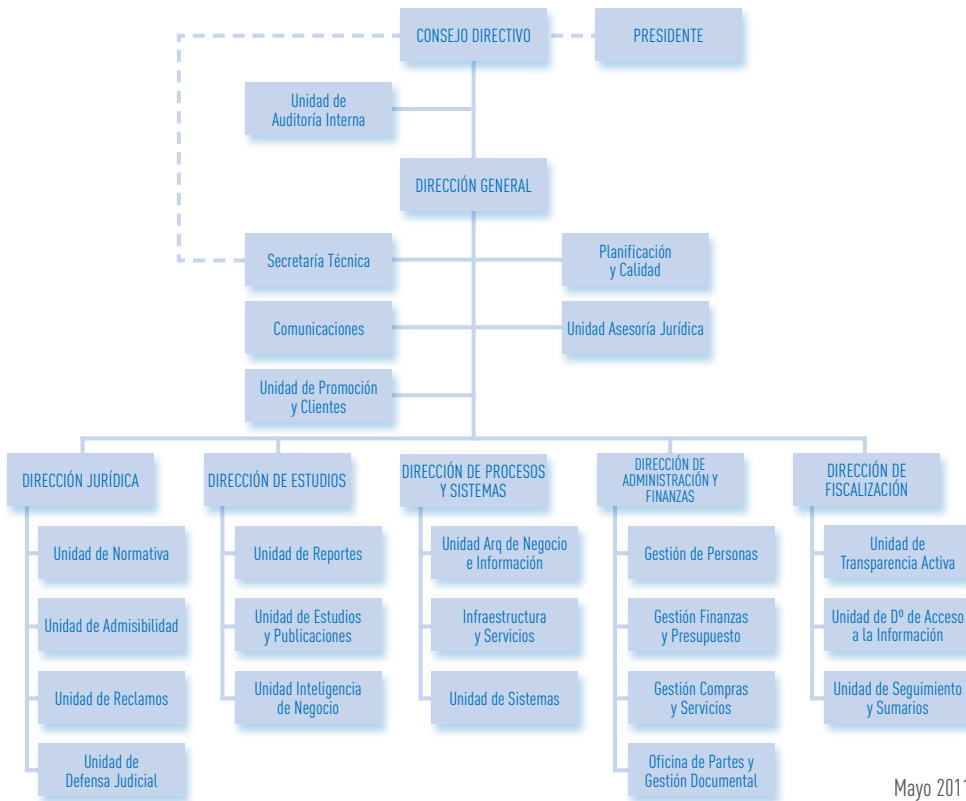 CONSEJO DIRECTIVO
PRESIDENTE
Unidad de
Auditoría Interna
DIRECCIÓN GENERAL
Secretaría Técnica
Planificación
y Calidad
Comunicaciones
Unidad Asesoría Jurídica
Unidad de Promoción
y Clientes
DIRECCIÓN JURÍDICA
Unidad de Normativa
Unidad de Admisibilidad
Unidad de Reclamos
Unidad de
Defensa Judicial
DIRECCIÓN DE ESTUDIOS
Unidad de Reportes
Unidad de Estudios
y Publicaciones
Unidad Inteligencia
de Negocio
DIRECCIÓN DE PROCESOS
Y SISTEMAS
Unidad Arq de Negocio
e Información
Infraestructura
y Servicios
Unidad de Sistemas
DIRECCIÓN DE
ADMINISTRACIÓN Y
FINANZAS
Gestión de Personas
Gestión Finanzas
y Presupuesto
Gestión Compras
y Servicios
Oficina de Partes y
Gestión Documental
DIRECCIÓN DE
FISCALIZACIÓN
Unidad de
Transparencia Activa
Unidad de Dº de Acceso
a la Información
Unidad de Seguimiento
y Sumarios
Mayo 2011